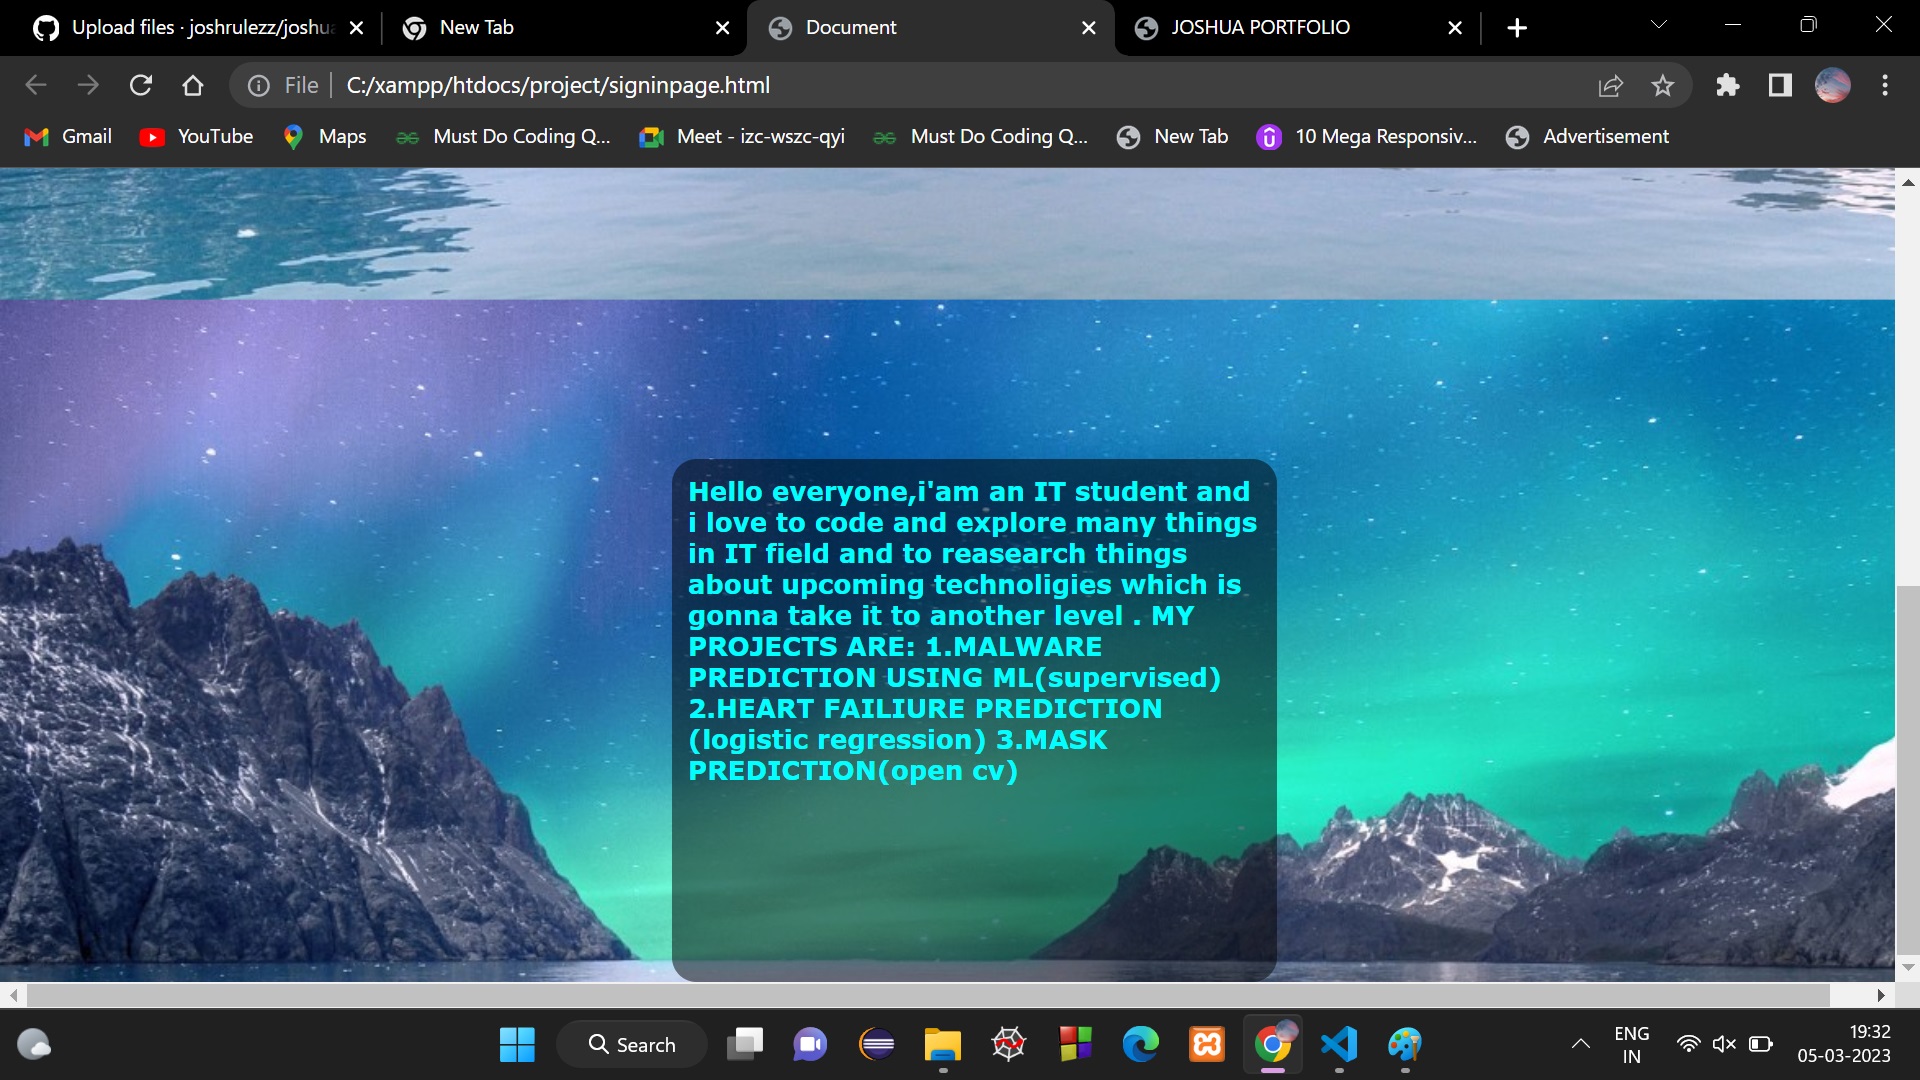 Upload files · joshrulezz/joshua
New Tab
Document
JOSHUA PORTFOLIO
File
C:/xampp/htdocs/project/signinpage.html
Gmail
YouTube
Maps
Must Do Coding Q...
Meet - izc-wszc-qyi
Must Do Coding Q...
New Tab
10 Mega Responsiv...
Advertisement
Hello everyone,i'am an IT student and
i love to code and explore many things
in IT field and to reasearch things
about upcoming technoligies which is
gonna take it to another level . MY
PROJECTS ARE: 1.MALWARE
PREDICTION USING ML(supervised)
2.HEART FAILIURE PREDICTION
(logistic regression) 3.MASK
PREDICTION(open cv)
Search
ENG
IN
19:32
05-03-2023